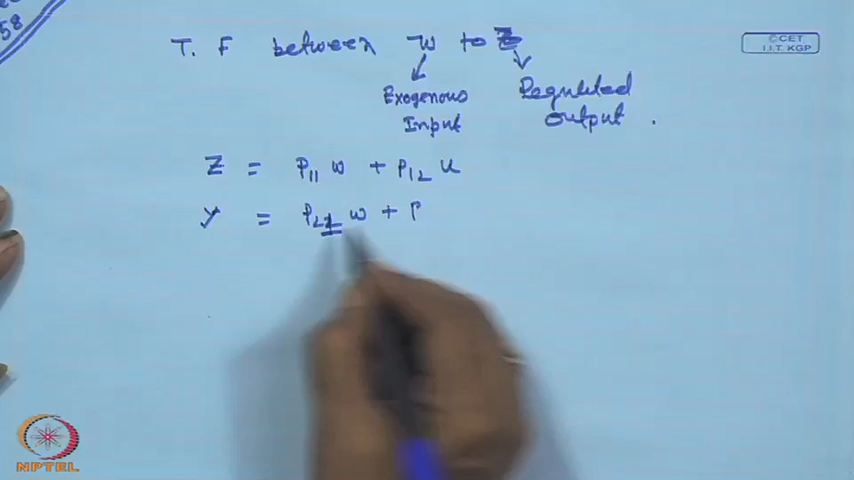 58
T. F between w to Z
©CET
I.I.T. KGP
Exogenous Regulated
Input output .
Z = P11 w + P12 u
y = P21 w + P
NPTEL